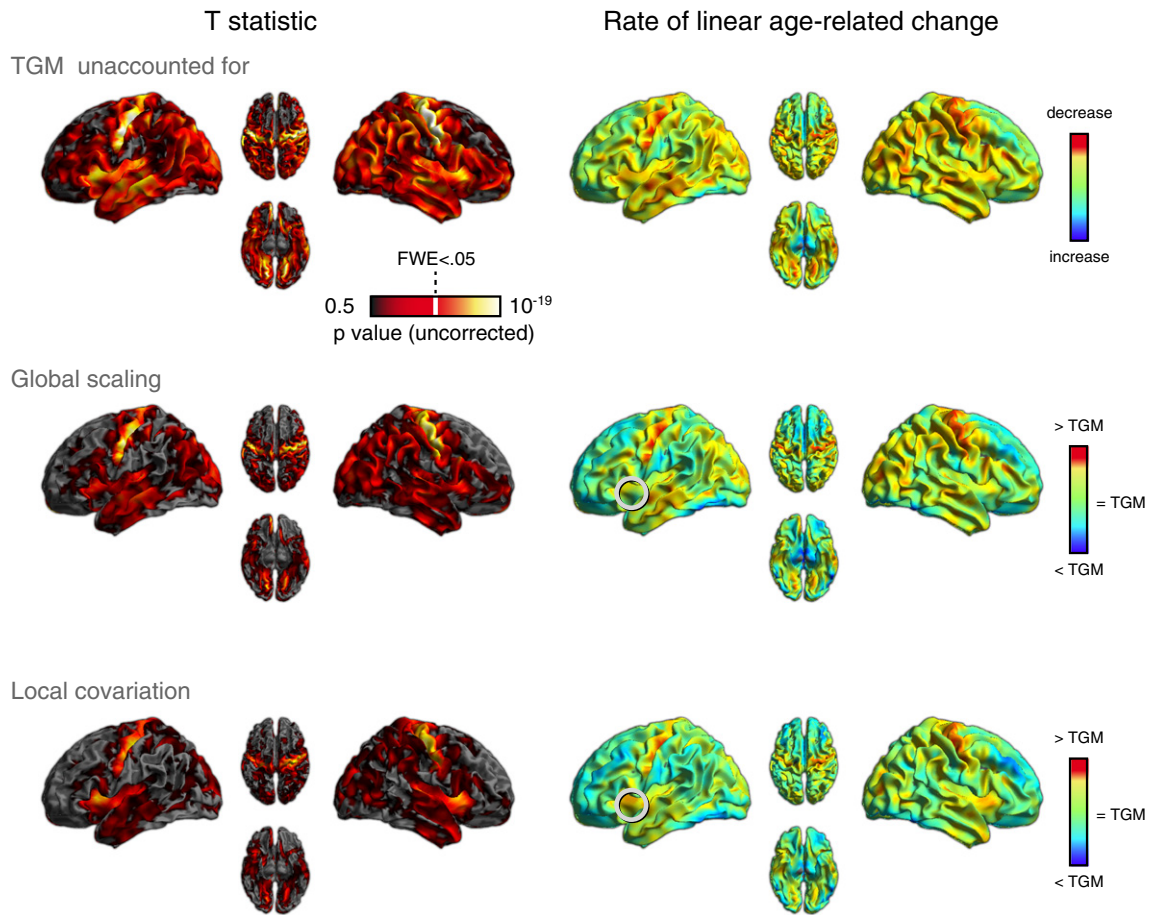 T statistic
Rate of linear age-related change
TGM unaccounted for
decrease
increase
FWE<.05
0.5
10-19
p value (uncorrected)
Global scaling
> TGM
= TGM
< TGM
Local covariation
> TGM
= TGM
< TGM